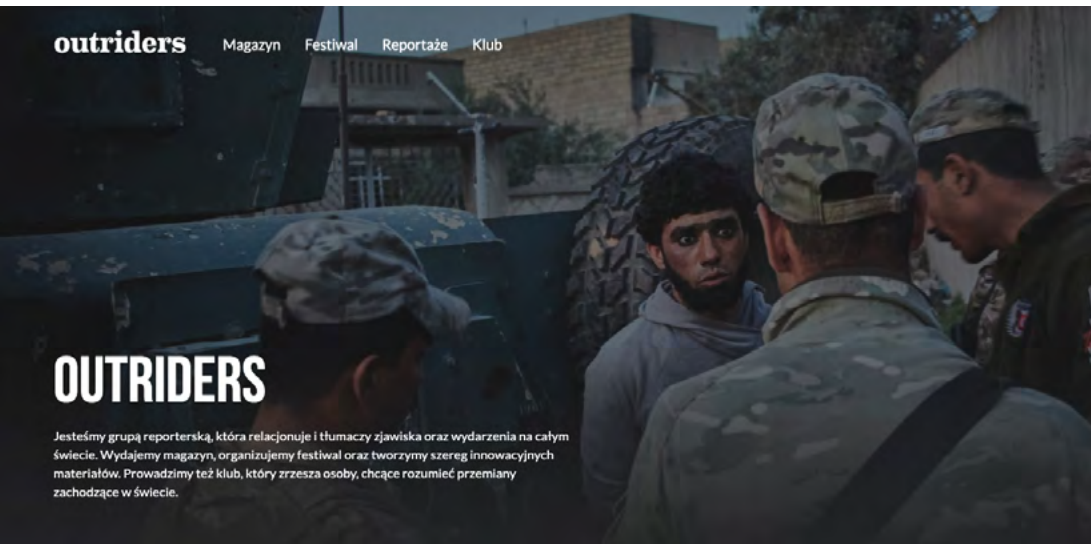 outriders
Magazyn Festiwal Reportaże Klub
OUTRIDERS
Jesteśmy grupą reporterską, która relacjonuje i tłumaczy zjawiska oraz wydarzenia na całym
świecie. Wydajemy magazyn, organizujemy festiwal oraz tworzymy szereg innowacyjnych
materiałów. Prowadzimy też klub, który zrzesza osoby, chcące rozumieć przemiany
zachodzące w świecie.